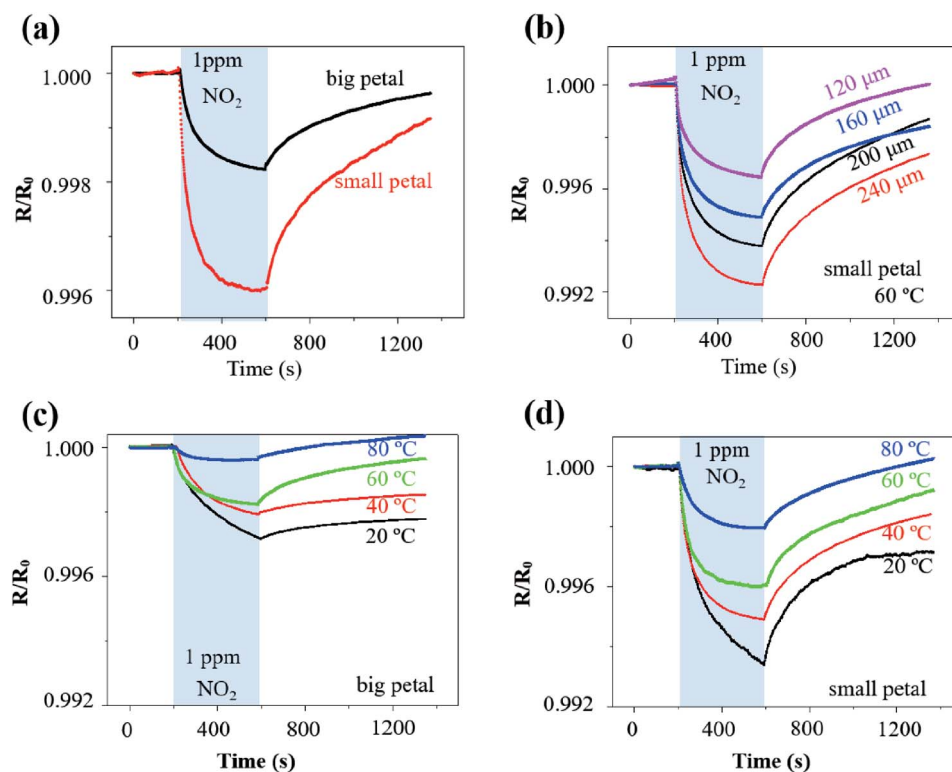 (a)
1.000
0.998
0.996
R/R₀
1ppm
NO₂
big petal
small petal
0
400
800
1200
Time (s)
(b)
1.000
0.996
0.992
R/R₀
1 ppm
NO₂
120 μm
160 μm
200 μm
240 μm
small petal
60 ºC
0
400
800
1200
Time (s)
(c)
1.000
0.996
0.992
R/R₀
80 ºC
60 ºC
40 ºC
20 ºC
1 ppm
NO₂
big petal
0
400
800
1200
Time (s)
(d)
1.000
0.996
0.992
R/R₀
1 ppm
NO₂
80 ºC
60 ºC
40 ºC
20 ºC
small petal
0
400
800
1200
Time (s)